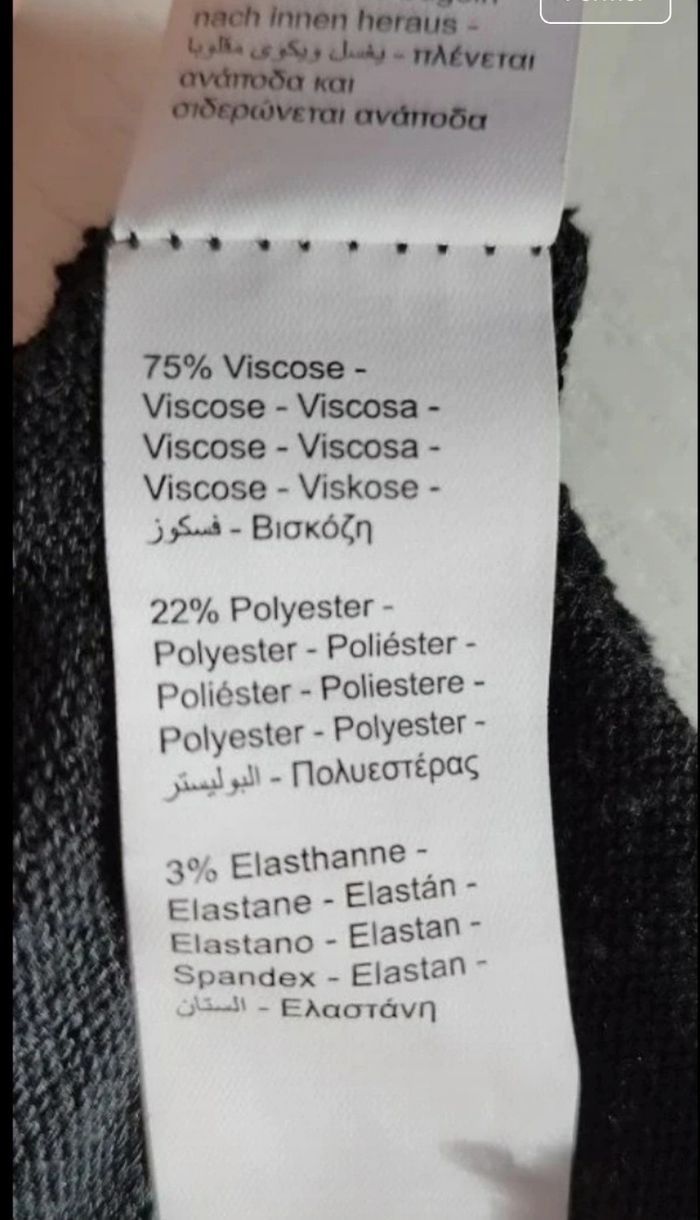 nach innen heraus -
يغسل ويكوى مقلوبا - πλένεται
ανάποδα και
σιδερώνεται ανάποδα
75% Viscose -
Viscose - Viscosa -
Viscose - Viscosa -
Viscose - Viskose -
فسكوز - Βισκόζη
22% Polyester -
Polyester - Poliéster -
Poliéster - Poliestere -
Polyester - Polyester -
البوليستر - Πολυεστέρας
3% Elasthanne -
Elastane - Elastán -
Elastano - Elastan -
Spandex - Elastan -
الستان - Ελαστάνη